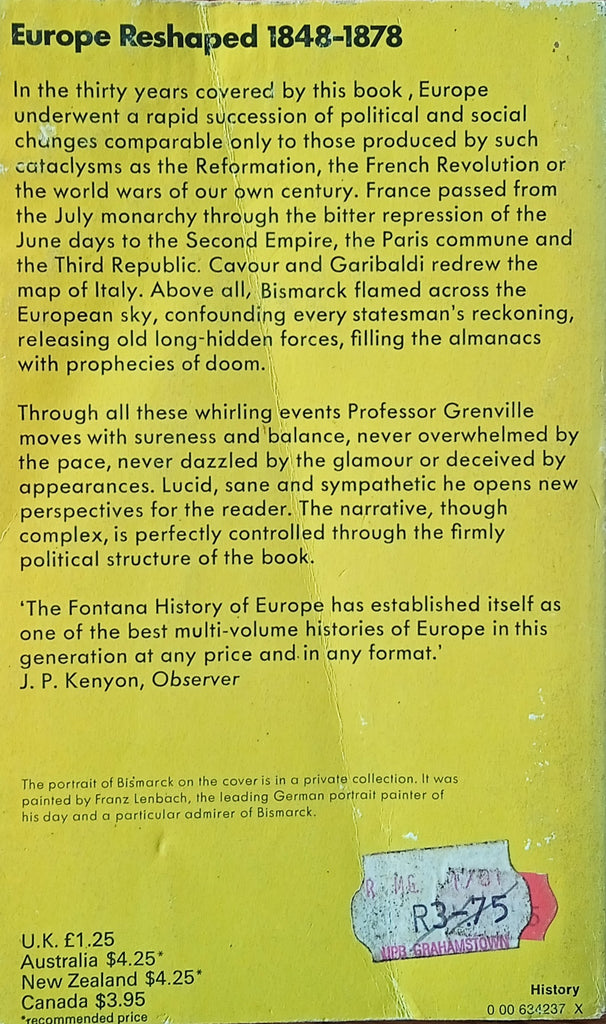 Europe Reshaped 1848-1878
In the thirty years covered by this book, Europe
underwent a rapid succession of political and social
changes comparable only to those produced by such
cataclysms as the Reformation, the French Revolution or
the world wars of our own century. France passed from
the July monarchy through the bitter repression of the
June days to the Second Empire, the Paris commune and
the Third Republic. Cavour and Garibaldi redrew the
map of Italy. Above all, Bismarck flamed across the
European sky, confounding every statesman's reckoning,
releasing old long-hidden forces, filling the almanacs
with prophecies of doom.
Through all these whirling events Professor Grenville
moves with sureness and balance, never overwhelmed by
the pace, never dazzled by the glamour or deceived by
appearances. Lucid, sane and sympathetic he opens new
perspectives for the reader. The narrative, though
complex, is perfectly controlled through the firmly
political structure of the book.
'The Fontana History of Europe has established itself as
one of the best multi-volume histories of Europe in this
generation at any price and in any format.'
J. P. Kenyon, Observer
The portrait of Bismarck on the cover is in a private collection. It was
painted by Franz Lenbach, the leading German portrait painter of
his day and a particular admirer of Bismarck.
R3-75 5
GRAHAMSTOWN
U.K. £1.25
Australia $4.25*
New Zealand $4.25*
Canada $3.95
*recommended price
History
0 00 634237 X